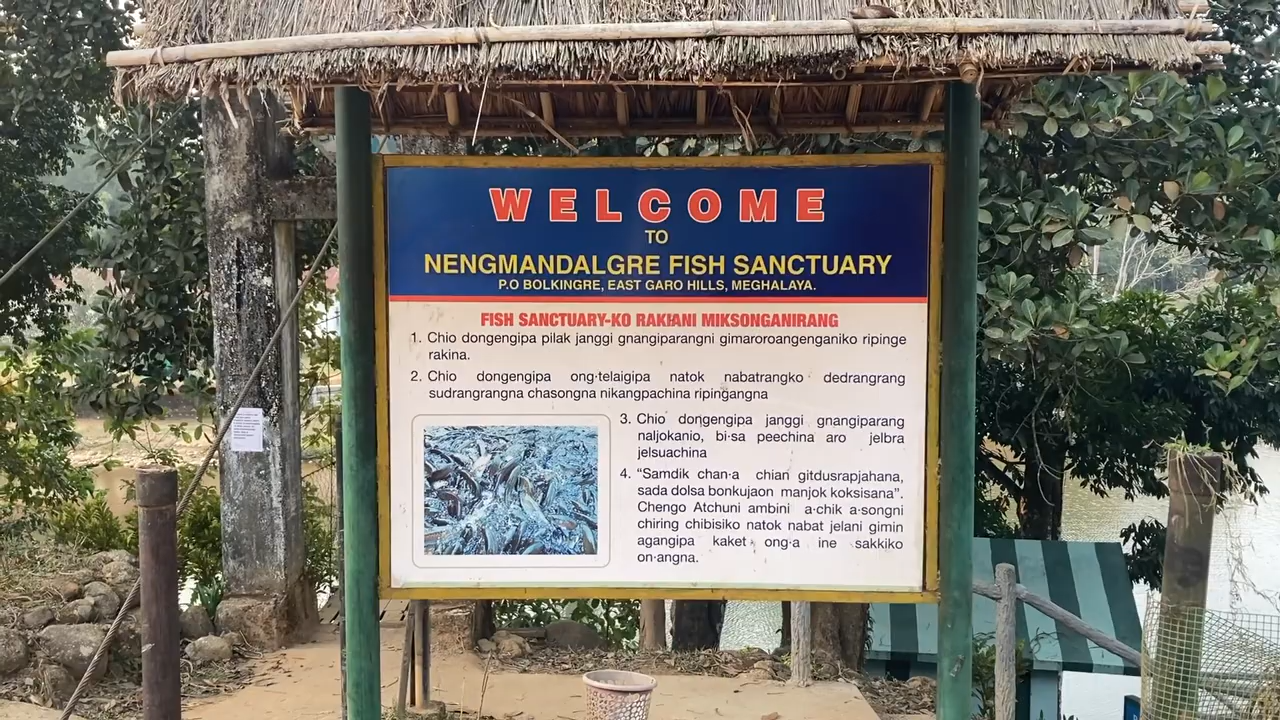 WELCOME
TO
NENGMANDALGRE FISH SANCTUARY
P.O BOLKINGRE, EAST GARO HILLS, MEGHALAYA.
FISH SANCTUARY-KO RAKIANI MIKSONGANIRANG
1. Chio dongengipa pilak janggi gnangiparangni gimaroroangenganiko ripinge
rakina.
2. Chio dongengipa ong·telaigipa natok nabatrangko dedrangrang
sudrangrangna chasongna nikangpachina ripingangna
3. Chio dongengipa janggi gnangiparang
naljokanio, bi·sa peechina aro jelbra
jelsuachina
4. “Samdik chan·a chian gitdusrapjahana,
sada dolsa bonkujaon manjok koksisana”.
Chengo Atchuni ambini a·chik a·songni
chiring chibisiko natok nabat jelani gimin
agangipa kaket ong·a ine sakkiko
on·angna.